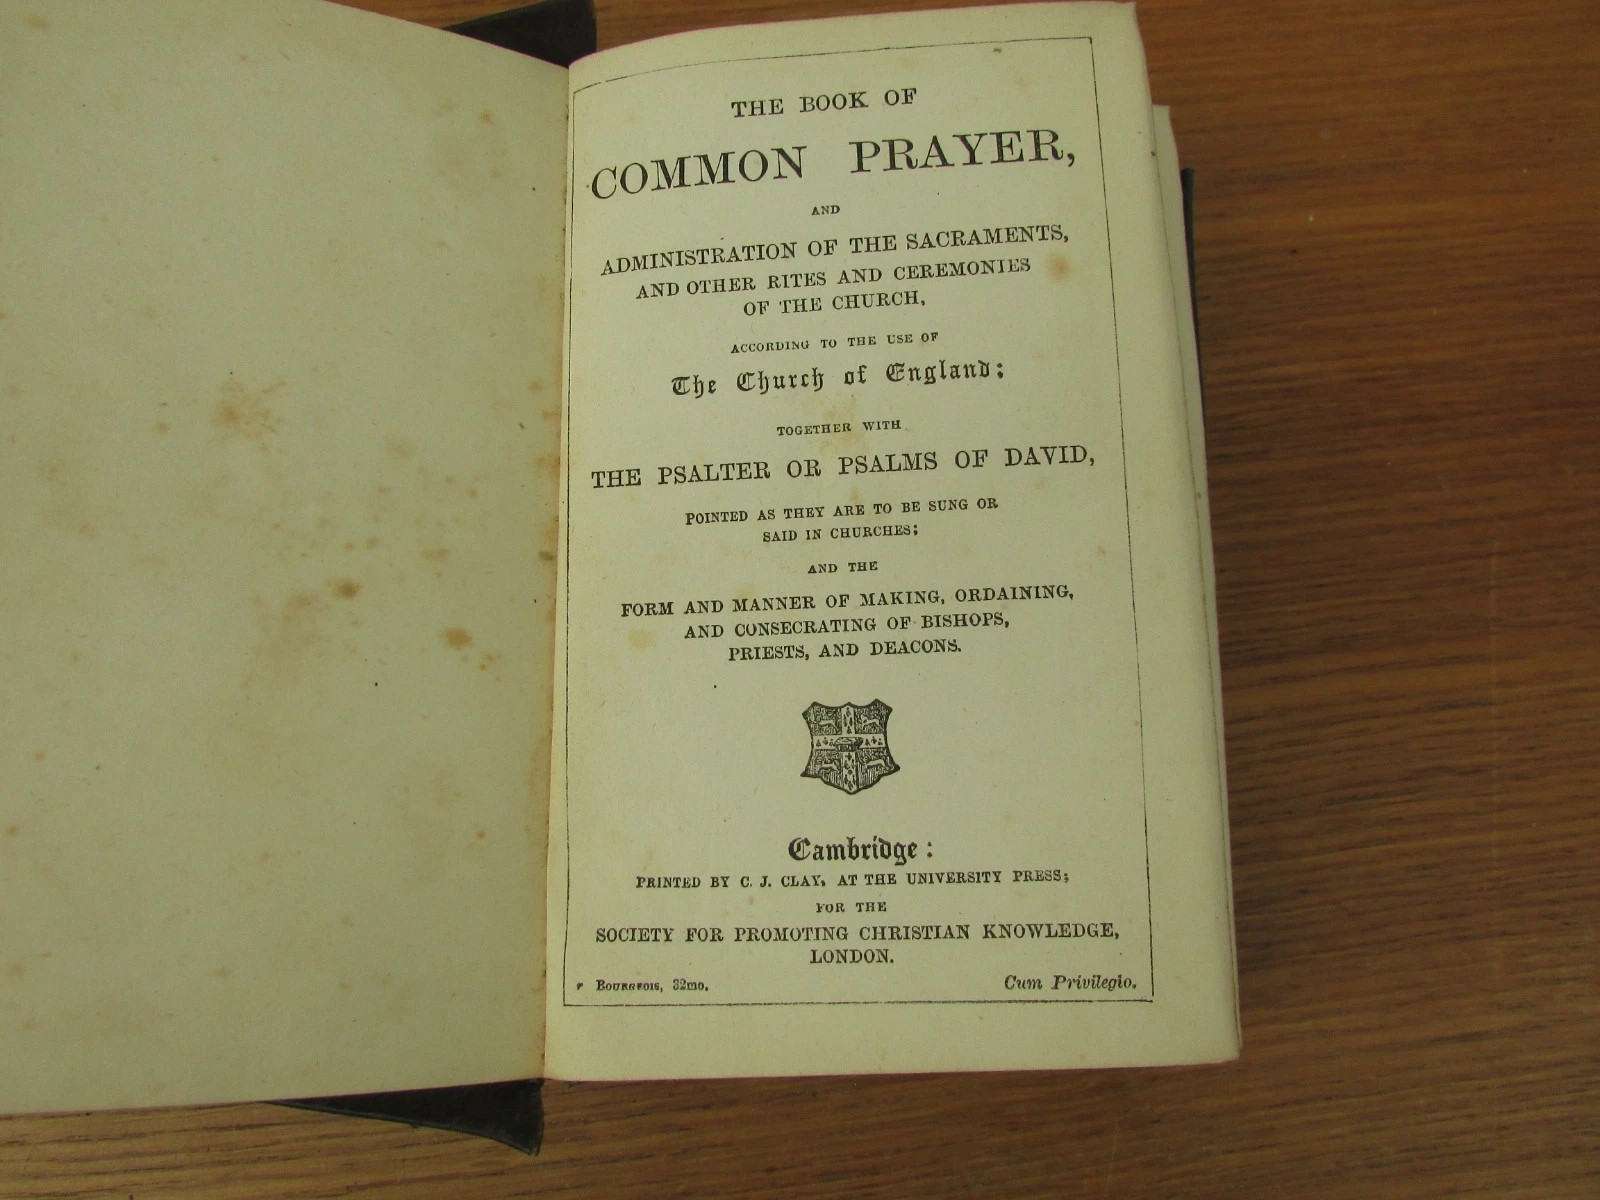 THE BOOK OF
COMMON PRAYER,
AND
ADMINISTRATION OF THE SACRAMENTS,
AND OTHER RITES AND CEREMONIES
OF THE CHURCH,
ACCORDING TO THE USE OF
The Church of England:
TOGETHER WITH
THE PSALTER OR PSALMS OF DAVID,
POINTED AS THEY ARE TO BE SUNG OR
SAID IN CHURCHES;
AND THE
FORM AND MANNER OF MAKING, ORDAINING,
AND CONSECRATING OF BISHOPS,
PRIESTS, AND DEACONS.
Cambridge:
PRINTED BY C. J. CLAY, AT THE UNIVERSITY PRESS;
FOR THE
SOCIETY FOR PROMOTING CHRISTIAN KNOWLEDGE,
LONDON.
BOURGEOIS, 32mo. Cum Privilegio.